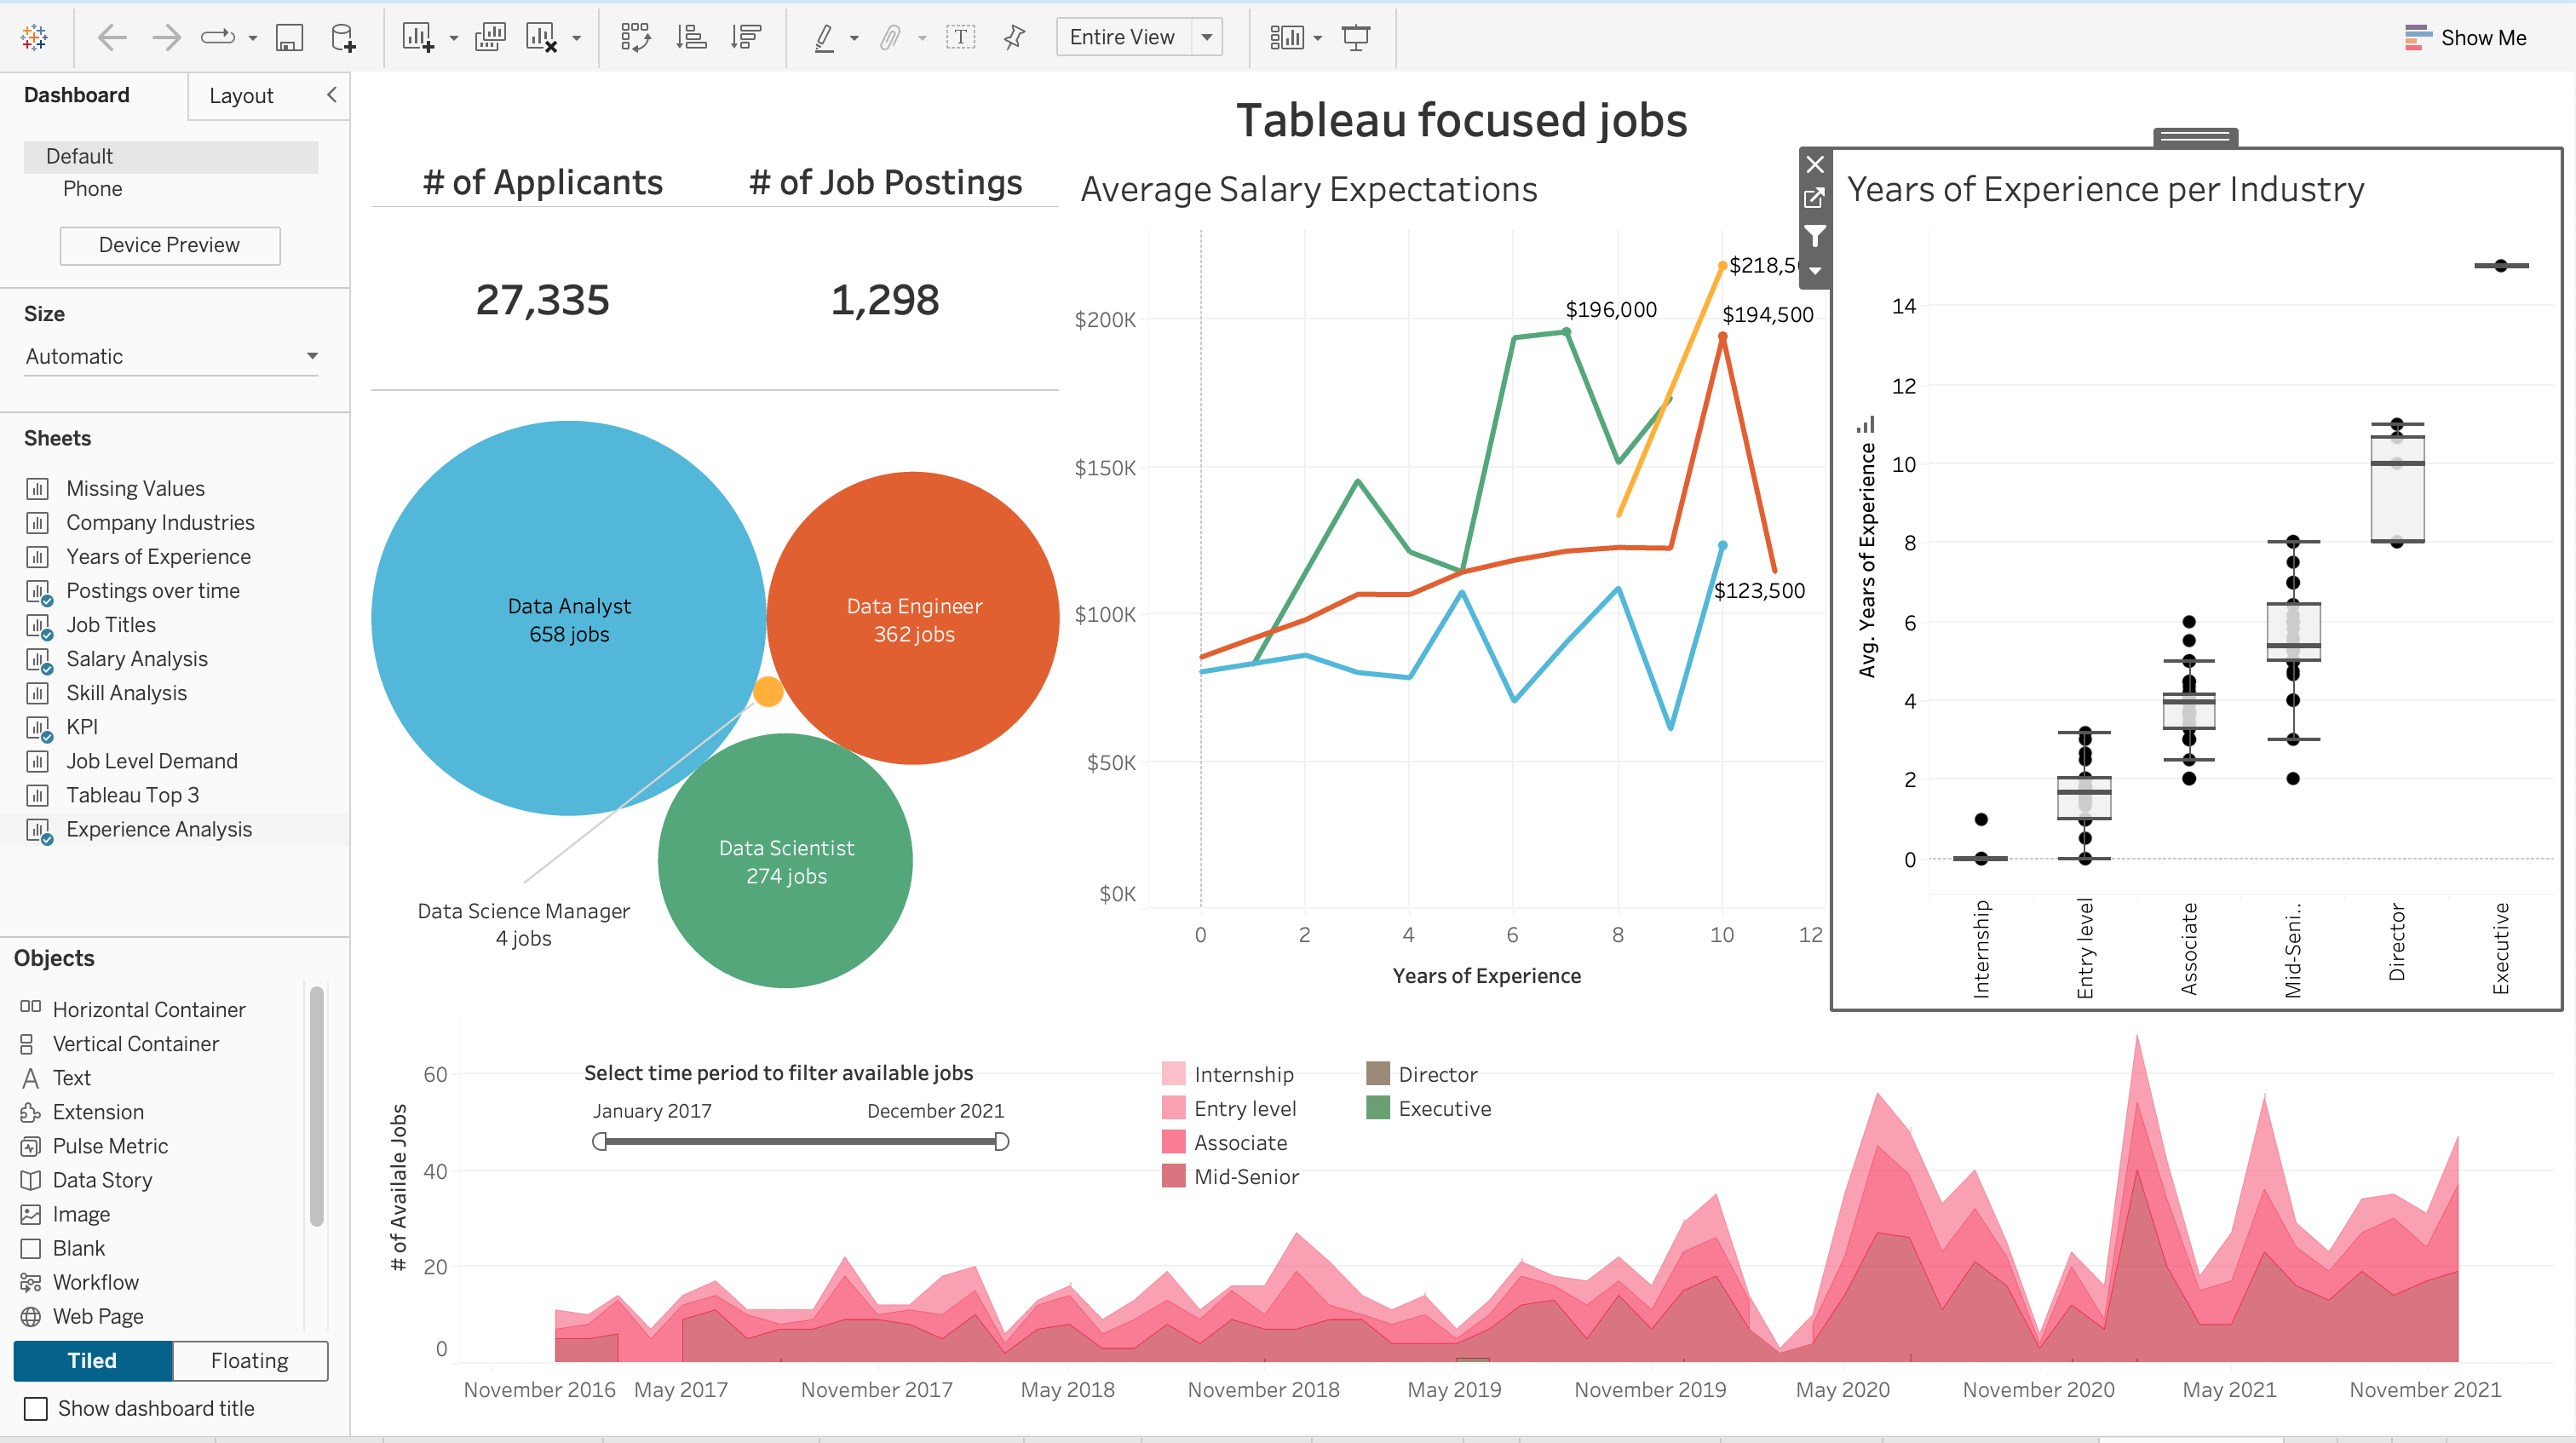 Entire View
Show Me
Dashboard
Layout
Default
Phone
Device Preview
Size
Automatic
Sheets
Missing Values
Company Industries
Years of Experience
Postings over time
Job Titles
Salary Analysis
Skill Analysis
KPI
Job Level Demand
Tableau Top 3
Experience Analysis
Objects
Horizontal Container
Vertical Container
Text
Extension
Pulse Metric
Data Story
Image
Blank
Workflow
Web Page
Tiled
Floating
Show dashboard title
Tableau focused jobs
# of Applicants
# of Job Postings
27,335
1,298
Data Analyst
658 jobs
Data Engineer
362 jobs
Data Scientist
274 jobs
Data Science Manager
4 jobs
Average Salary Expectations
$200K
$150K
$100K
$50K
$0K
$218,5
$196,000
$194,500
$123,500
0 2 4 6 8 10 12
Years of Experience
Years of Experience per Industry
Avg. Years of Experience
14
12
10
8
6
4
2
0
Internship
Entry level
Associate
Mid-Seni..
Director
Executive
Select time period to filter available jobs
January 2017
December 2021
Internship
Entry level
Associate
Mid-Senior
Director
Executive
# of Availale Jobs
60
40
20
0
November 2016 May 2017 November 2017 May 2018 November 2018 May 2019 November 2019 May 2020 November 2020 May 2021 November 2021